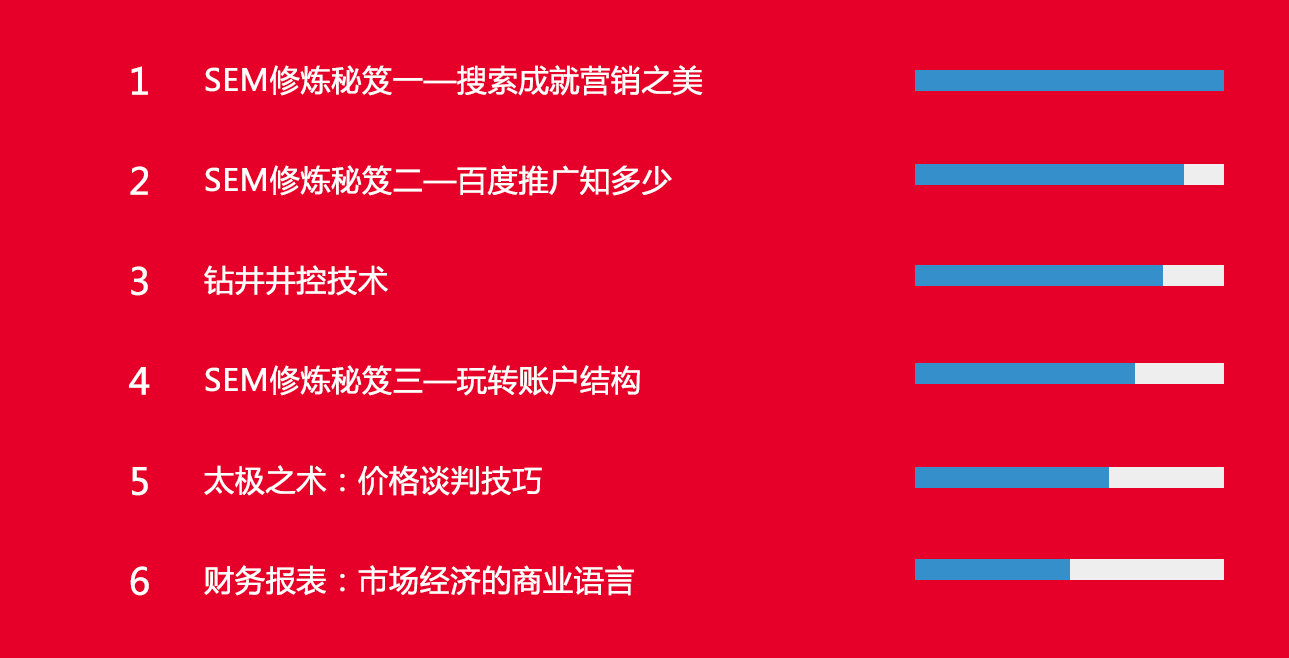 1 SEM修炼秘笈一—搜索成就营销之美
2 SEM修炼秘笈二—百度推广知多少
3 钻井井控技术
4 SEM修炼秘笈三—玩转账户结构
5 太极之术：价格谈判技巧
6 财务报表：市场经济的商业语言